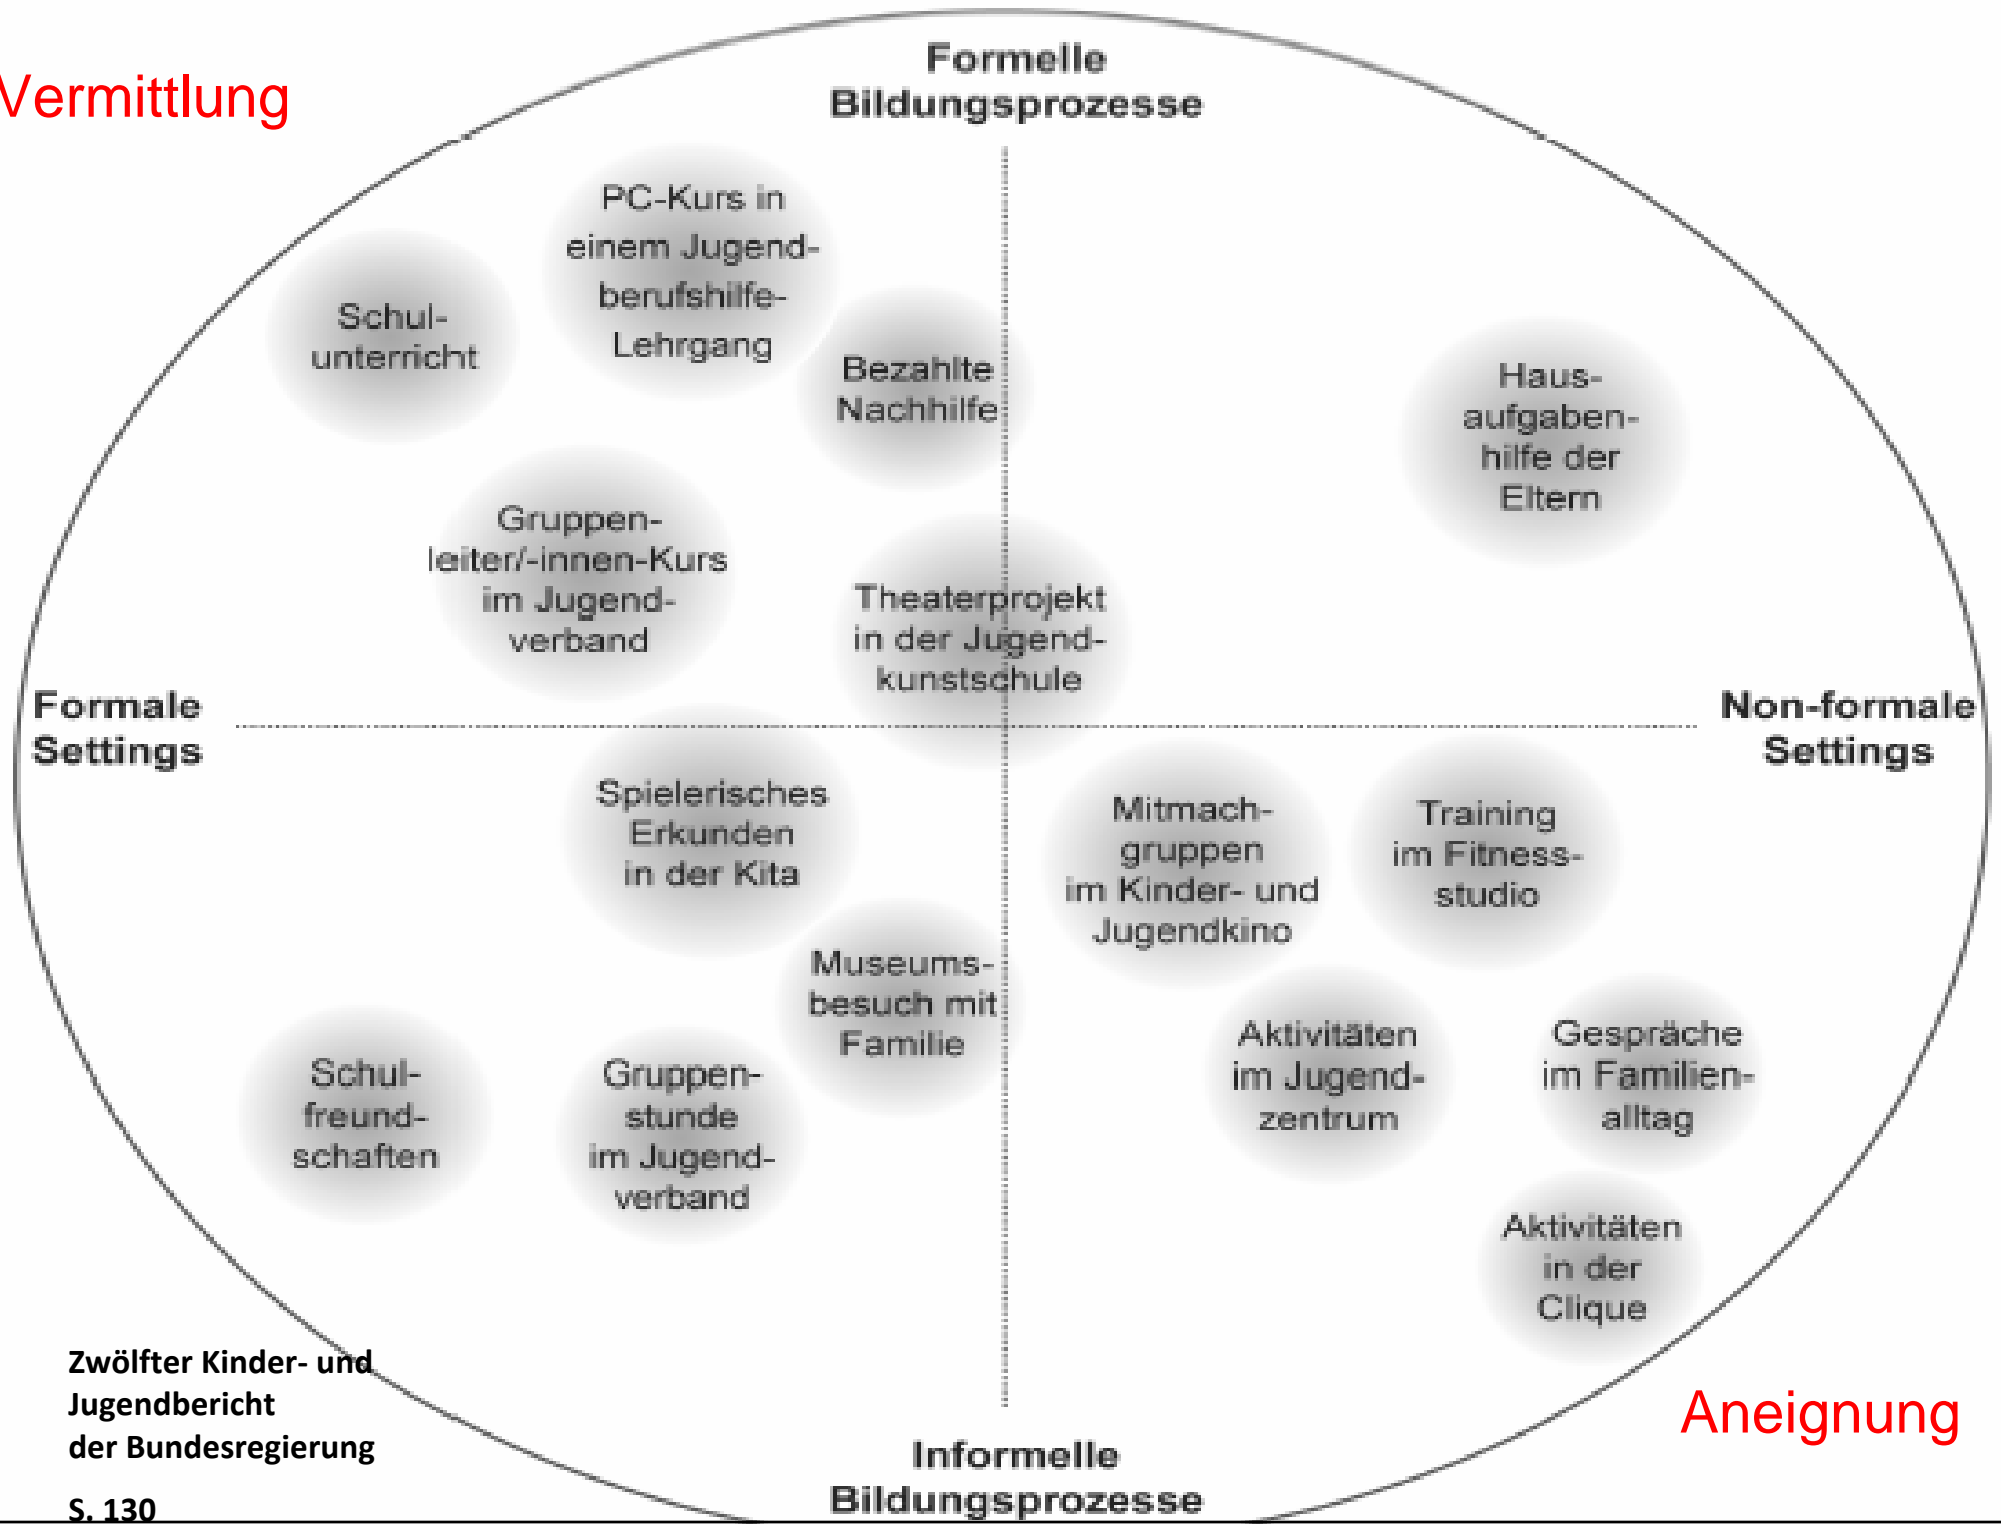 Vermittlung
Formelle
Bildungsprozesse
PC-Kurs in
einem Jugend-
berufshilfe-
Lehrgang
Schul-
unterricht
Bezahlte
Nachhilfe
Haus-
aufgaben-
hilfe der
Eltern
Gruppen-
leiter/-innen-Kurs
im Jugend-
verband
Theaterprojekt
in der Jugend-
kunstschule
Formale
Settings
Non-formale
Settings
Spielerisches
Erkunden
in der Kita
Mitmach-
gruppen
im Kinder- und
Jugendkino
Training
im Fitness-
studio
Museums-
besuch mit
Familie
Schul-
freund-
schaften
Gruppen-
stunde
im Jugend-
verband
Aktivitäten
im Jugend-
zentrum
Gespräche
im Familien-
alltag
Aktivitäten
in der
Clique
Zwölfter Kinder- und
Jugendbericht
der Bundesregierung
S. 130
Aneignung
Informelle
Bildungsprozesse